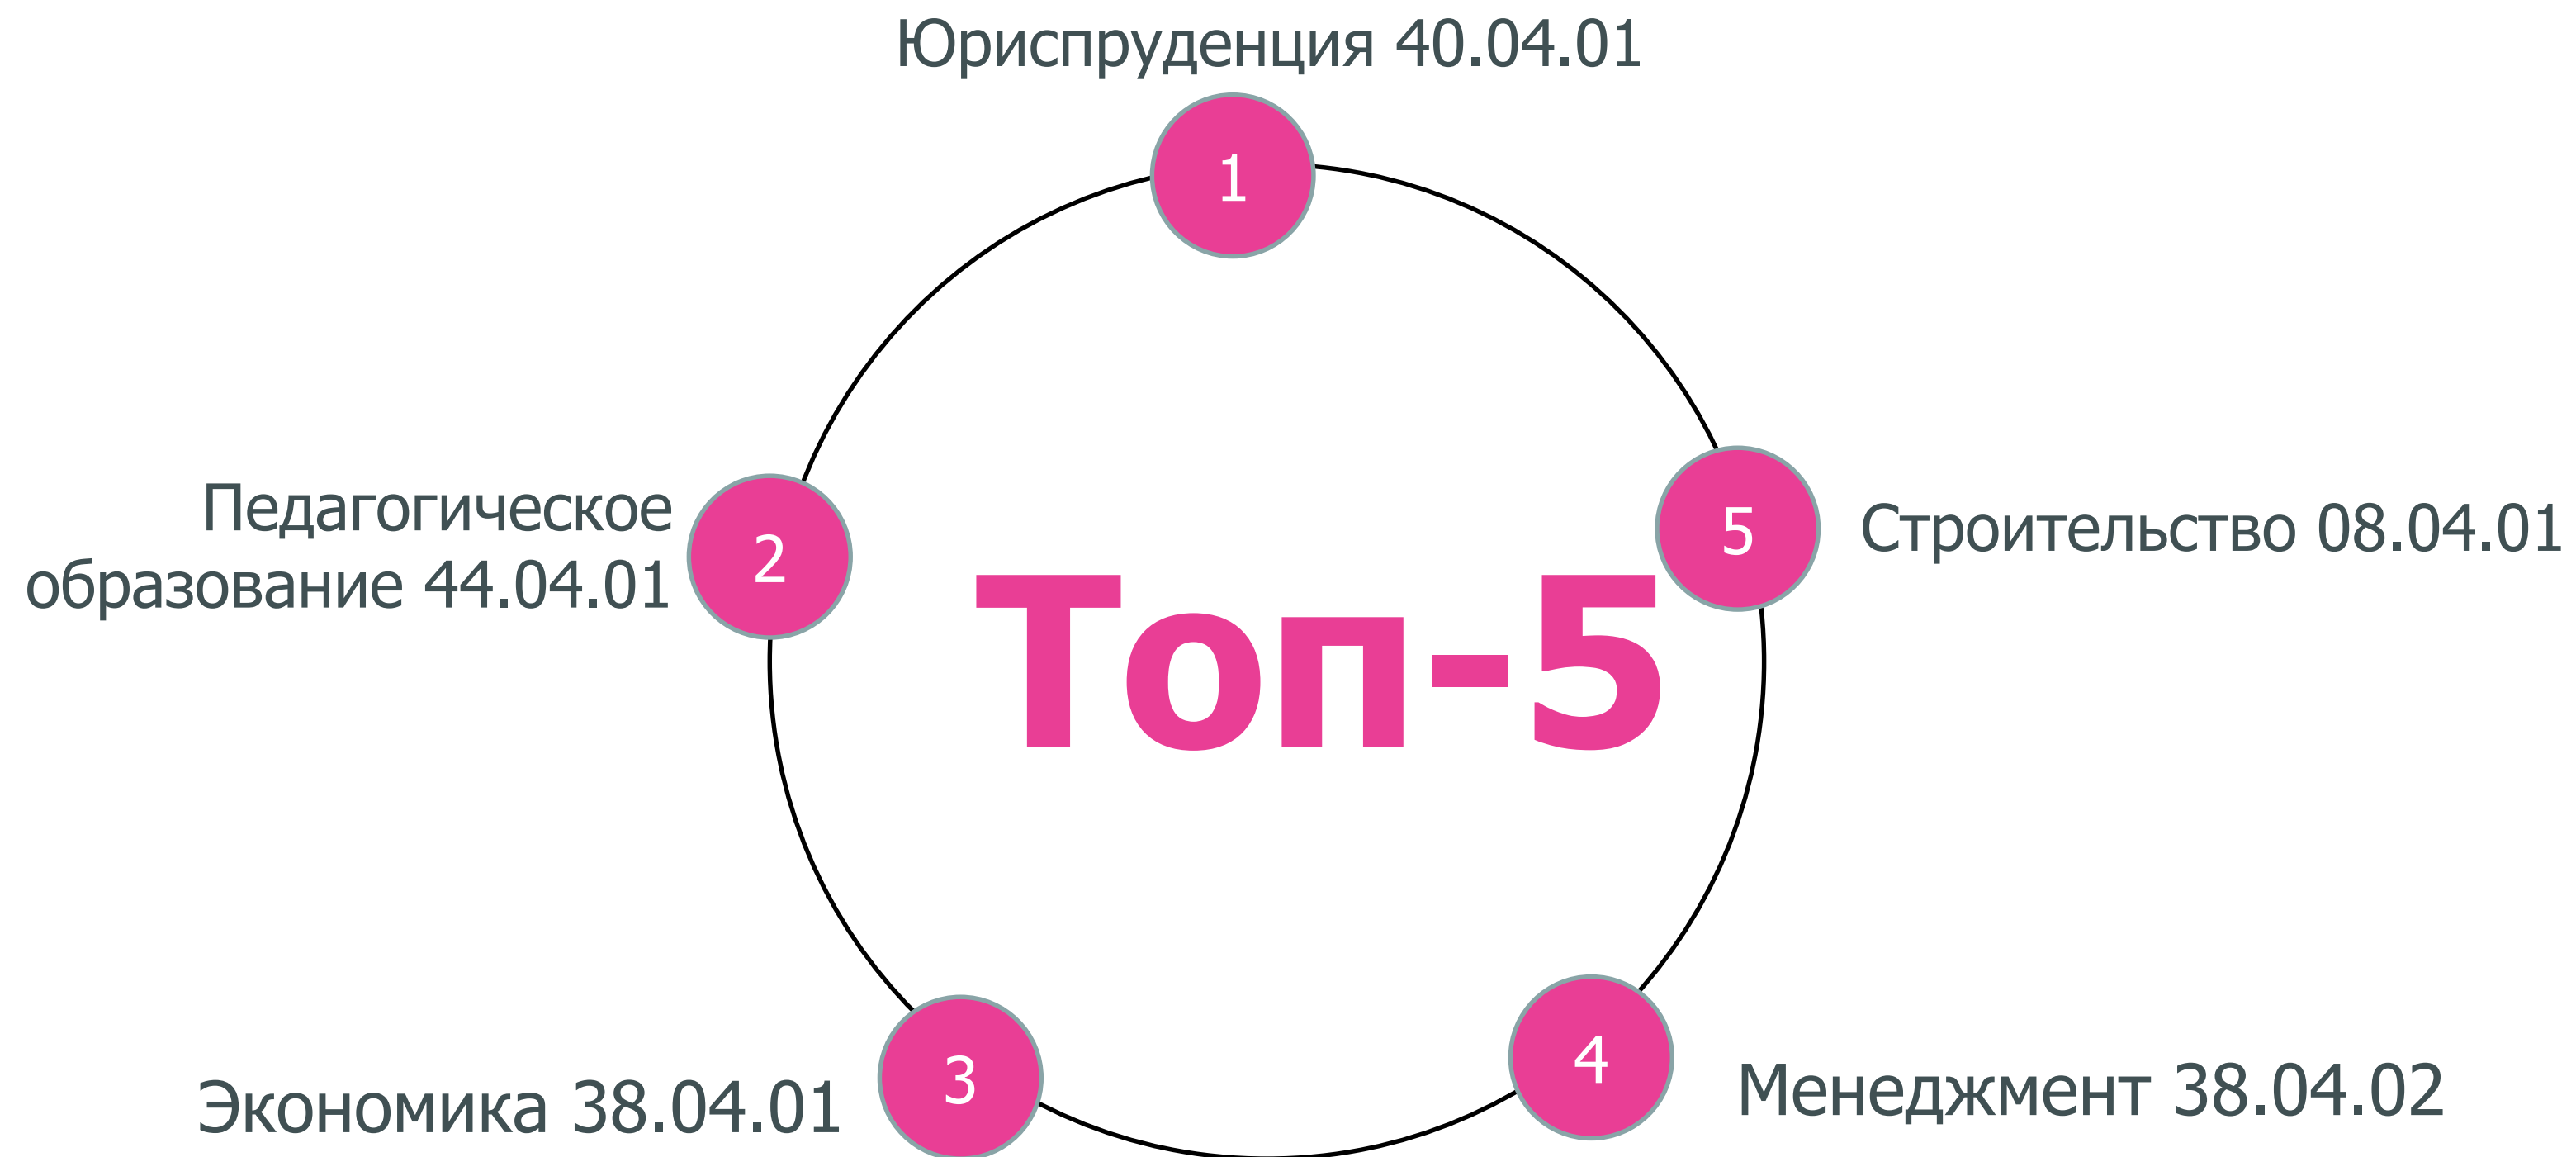 Юриспруденция 40.04.01
1
Педагогическое
образование 44.04.01
2
5
Строительство 08.04.01
Топ-5
Экономика 38.04.01
3
4
Менеджмент 38.04.02